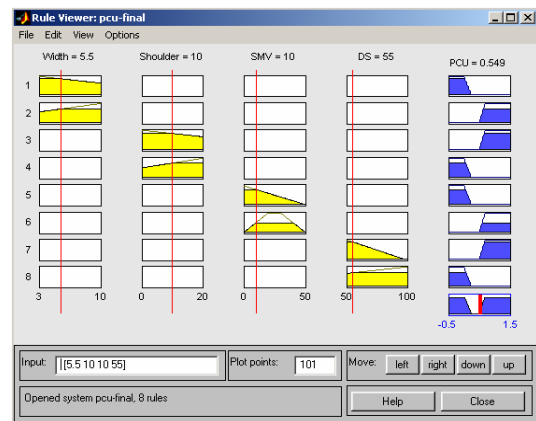 Rule Viewer: pcu-final
File Edit View Options
Width = 5.5 Shoulder = 10 SMV = 10 DS = 55 PCU = 0.549
1
2
3
4
5
6
7
8
3 10 0 20 0 50 50 100
-0.5 1.5
Input: [5.5 10 10 55] Plot points: 101 Move: left right down up
Opened system pcu-final, 8 rules Help Close